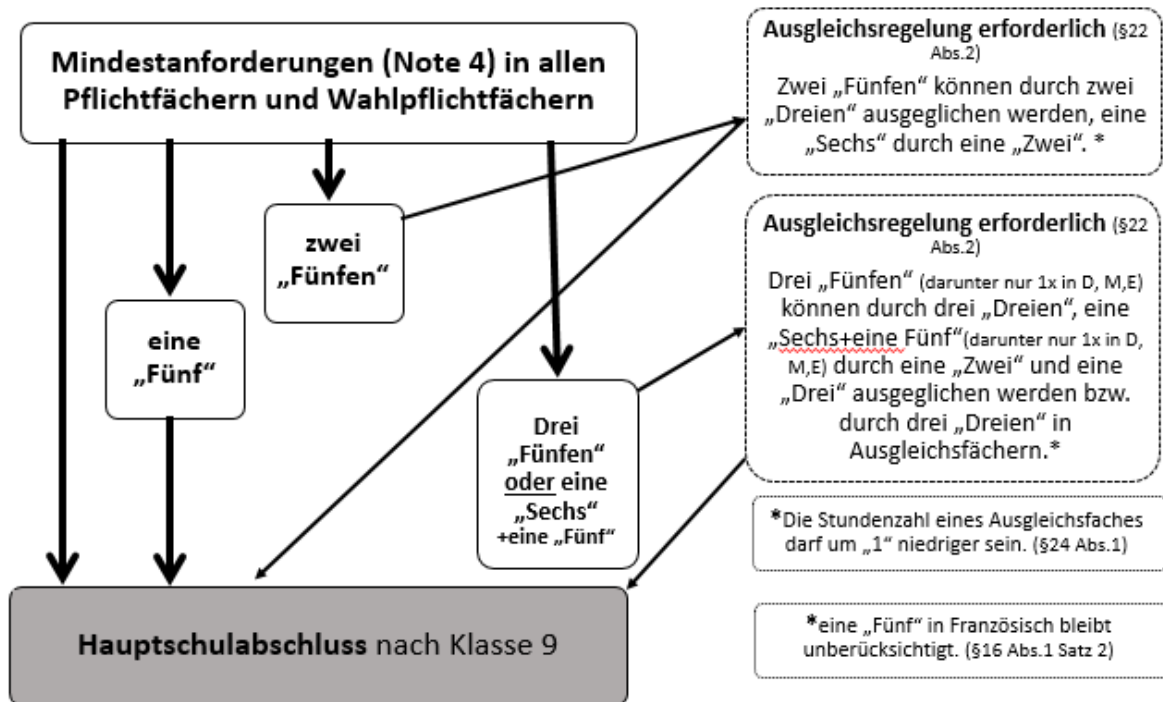 Mindestanforderungen (Note 4) in allen
Pflichtfächern und Wahlpflichtfächern
zwei
„Fünfen“
eine
„Fünf“
Drei
„Fünfen“
oder eine
„Sechs“
+eine „Fünf“
Hauptschulabschluss nach Klasse 9
Ausgleichsregelung erforderlich (§22
Abs.2)
Zwei „Fünfen“ können durch zwei
„Dreien“ ausgeglichen werden, eine
„Sechs“ durch eine „Zwei“. *
Ausgleichsregelung erforderlich (§22
Abs.2)
Drei „Fünfen“ (darunter nur 1x in D, M,E)
können durch drei „Dreien“, eine
„Sechs+eine Fünf“(darunter nur 1x in D,
M,E) durch eine „Zwei“ und eine
„Drei“ ausgeglichen werden bzw.
durch drei „Dreien“ in
Ausgleichsfächern.*
*Die Stundenzahl eines Ausgleichsfaches
darf um „1“ niedriger sein. (§24 Abs.1)
*eine „Fünf“ in Französisch bleibt
unberücksichtigt. (§16 Abs.1 Satz 2)